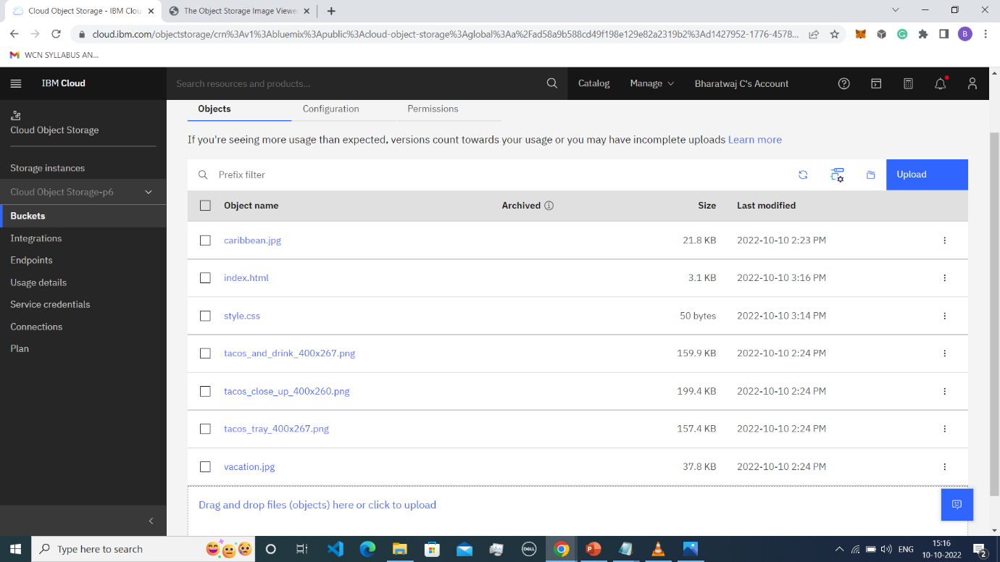 Cloud Object Storage - IBM Clou
The Object Storage Image Viewe
cloud.ibm.com/objectstorage/crn%3Av1%3Abluemix%3Apublic%3Acloud-object-storage%3Aglobal%3Aa%2Fad58a9b588cd49f198e129e82a2319b2%3Ad1427952-1776-4578...
B
WCN SYLLABUS AN...
IBM Cloud
Search resources and products...
Catalog
Manage
Bharatwaj C's Account
Cloud Object Storage
Storage instances
Cloud Object Storage-p6
Buckets
Integrations
Endpoints
Usage details
Service credentials
Connections
Plan
Objects Configuration Permissions
If you're seeing more usage than expected, versions count towards your usage or you may have incomplete uploads Learn more
Prefix filter
Upload
Object name Archived Size Last modified
caribbean.jpg 21.8 KB 2022-10-10 2:23 PM
index.html 3.1 KB 2022-10-10 3:16 PM
style.css 50 bytes 2022-10-10 3:14 PM
tacos_and_drink_400x267.png 159.9 KB 2022-10-10 2:24 PM
tacos_close_up_400x260.png 199.4 KB 2022-10-10 2:24 PM
tacos_tray_400x267.png 157.4 KB 2022-10-10 2:24 PM
vacation.jpg 37.8 KB 2022-10-10 2:24 PM
Drag and drop files (objects) here or click to upload
Type here to search
DELL
ENG
15:16
10-10-2022
2